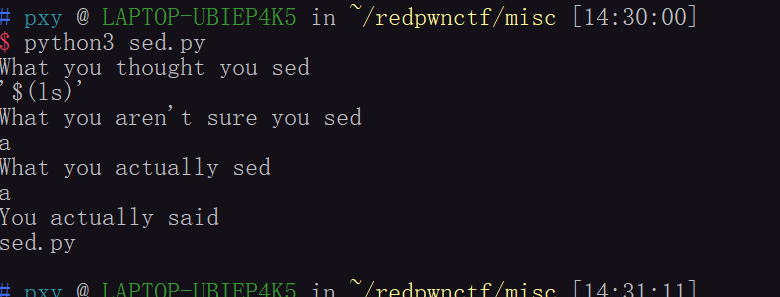 # pxy @ LAPTOP-UBIEP4K5 in ~/redpwnctf/misc [14:30:00]
$ python3 sed.py
What you thought you sed
'$(ls)'
What you aren't sure you sed
a
What you actually sed
a
You actually said
sed.py
# pxy @ LAPTOP-UBIEP4K5 in ~/redpwnctf/misc [14:31:11]